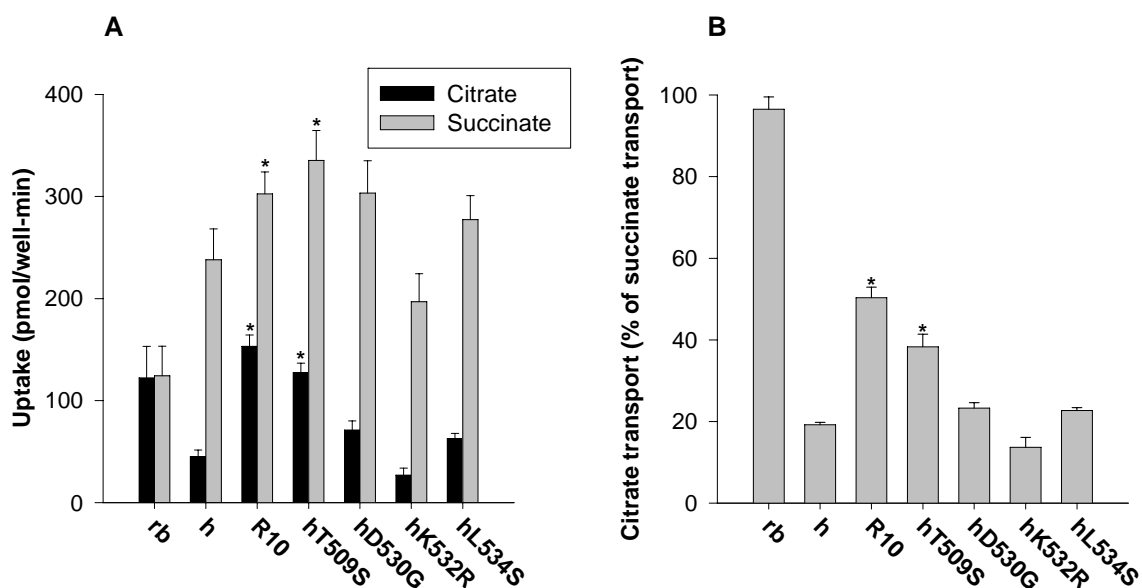 A
B
Citrate
Succinate
Uptake (pmol/well-min)
400
300
200
100
0
*
*
*
*
rb
h
R10
hT509S
hD530G
hK532R
hL534S
Citrate transport (% of succinate transport)
100
80
60
40
20
0
*
*
rb
h
R10
hT509S
hD530G
hK532R
hL534S